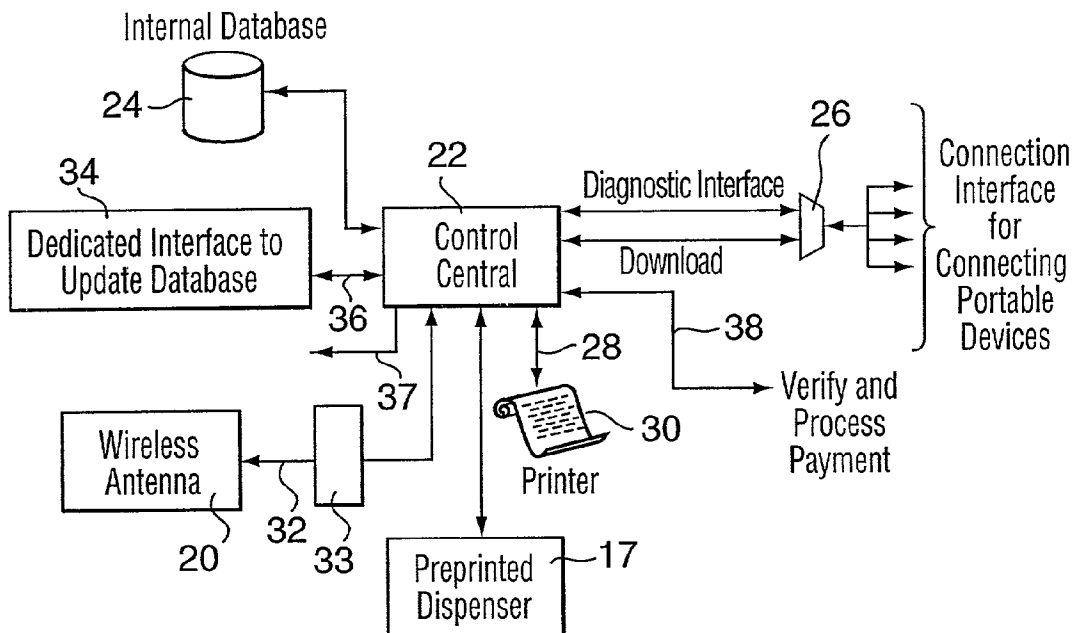 Internal Database
24
34
Dedicated Interface to
Update Database
36
22
Control
Central
Diagnostic Interface
Download
26
Connection
Interface
for
Connecting
Portable
Devices
37
28
38
Verify and
Process
Payment
30
Printer
Wireless
Antenna
20
32
33
17
Preprinted
Dispenser